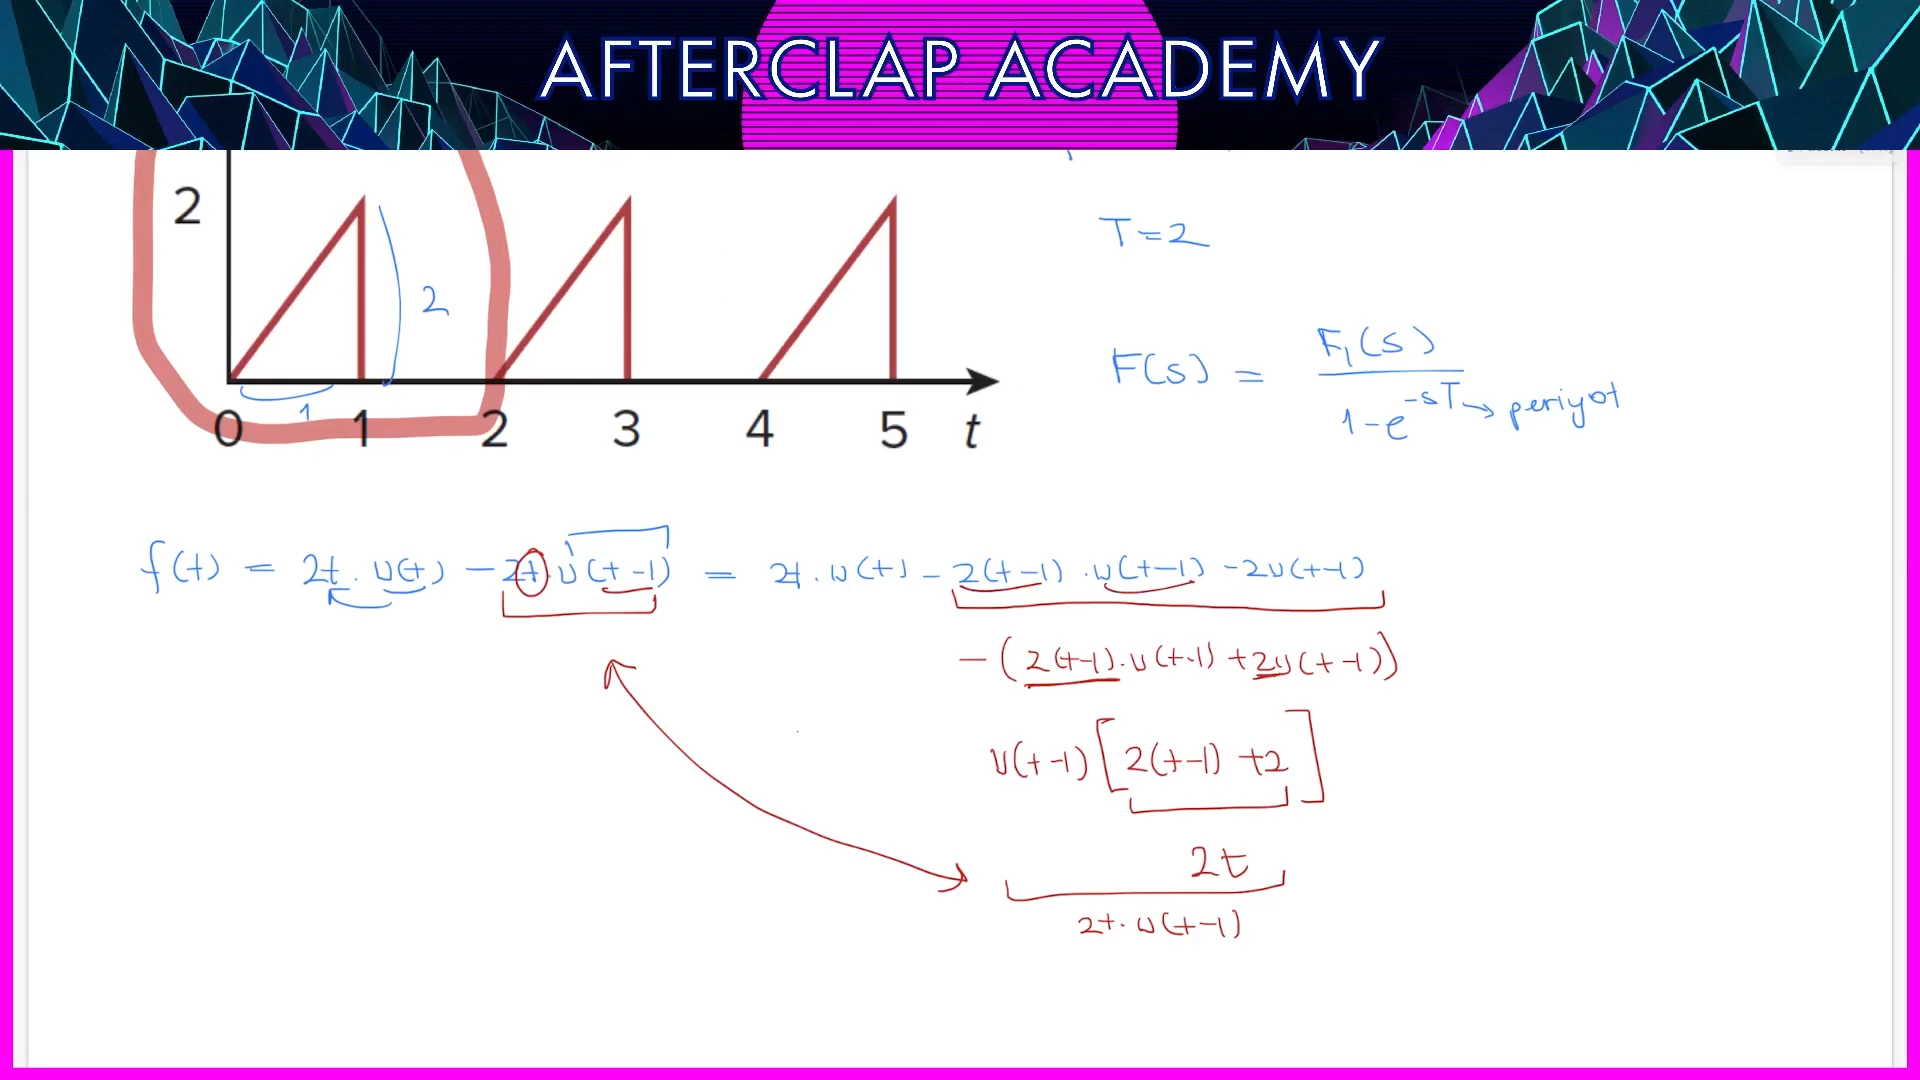 AFTERCLAP ACADEMY
2
2
1
0 1 2 3 4 5 t
T=2
F(s) = F₁(s) / 1-e^-sT → periyot
f(t) = 2t.u(t) - 2t.u(t-1) = 2t.u(t) - 2(t-1).u(t-1) - 2u(t-1)
-(2(t-1).u(t-1) + 2u(t-1))
u(t-1)[2(t-1)+2]
2t
2t.u(t-1)